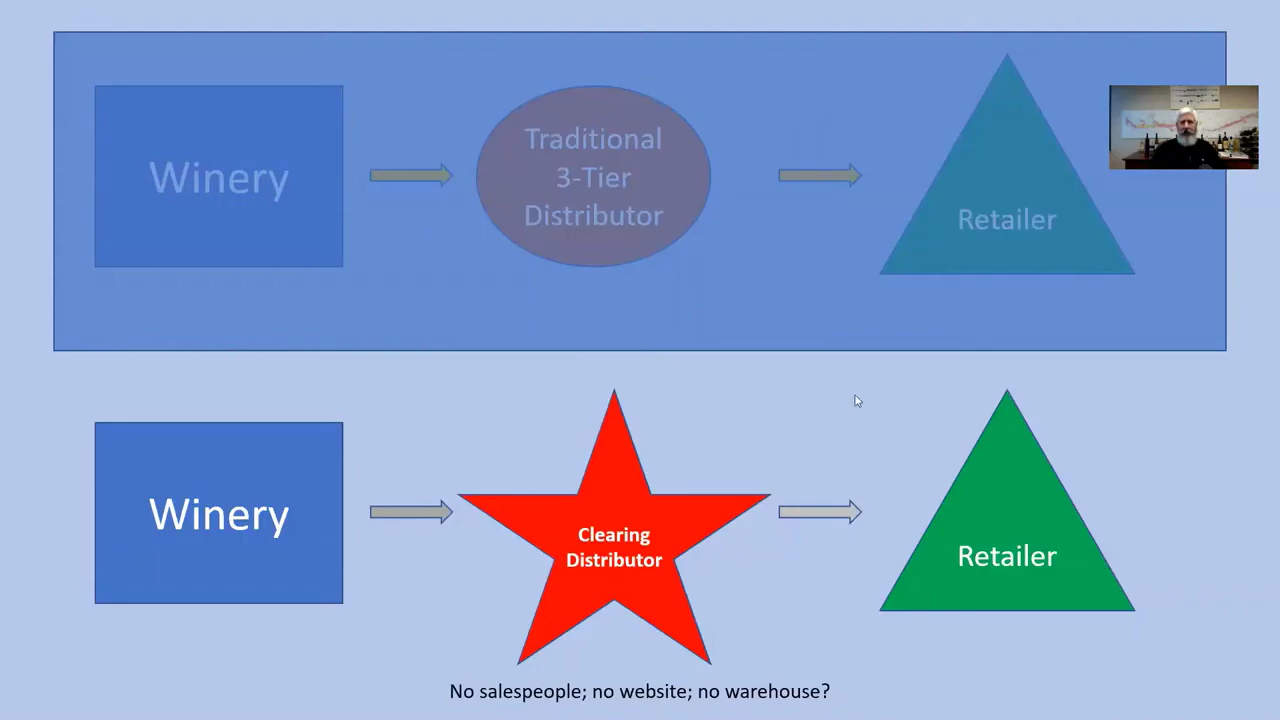 Winery
Traditional
3-Tier
Distributor
Retailer
Winery
Clearing
Distributor
Retailer
No salespeople; no website; no warehouse?